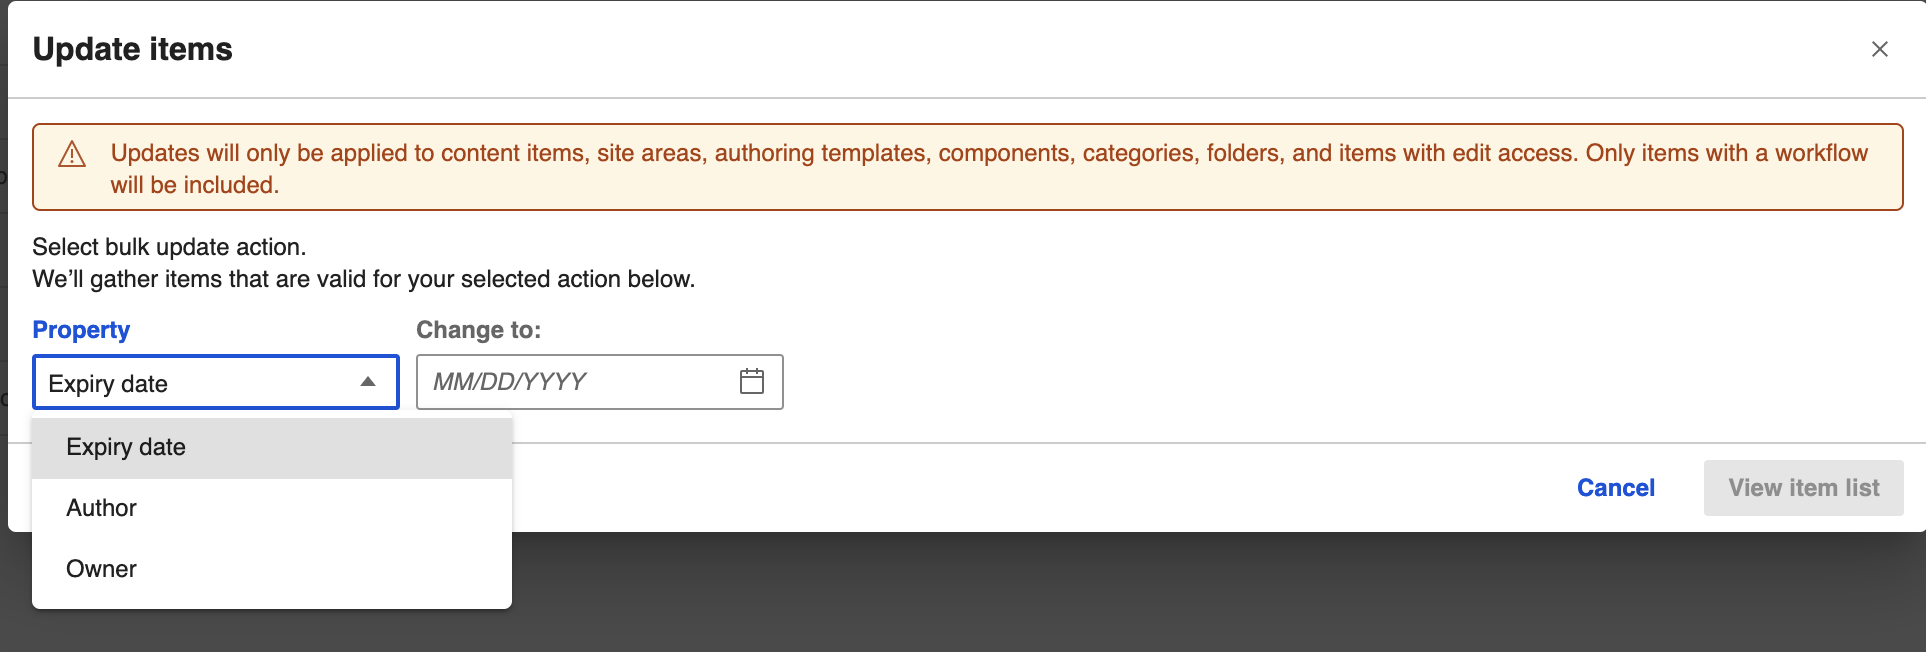 Update items
Updates will only be applied to content items, site areas, authoring templates, components, categories, folders, and items with edit access. Only items with a workflow
will be included.
Select bulk update action.
We’ll gather items that are valid for your selected action below.
Property
Change to:
Expiry date
MM/DD/YYYY
Expiry date
Author
Owner
Cancel
View item list